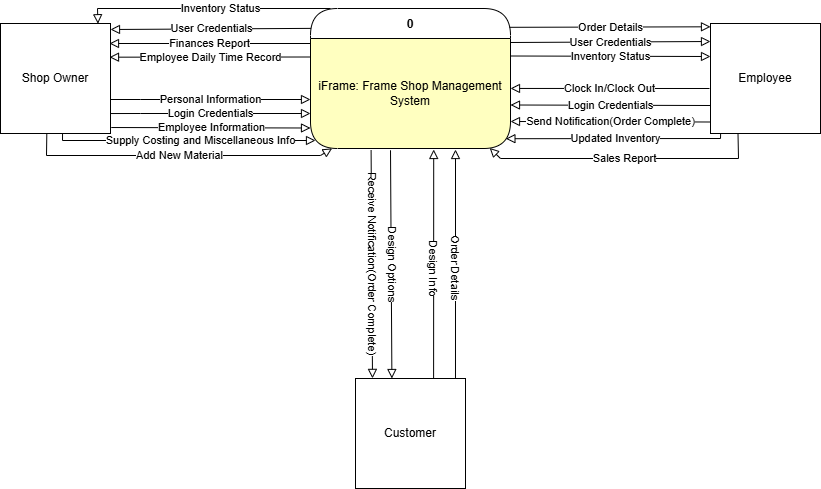 Inventory Status
0
User Credentials
Finances Report
Employee Daily Time Record
Shop Owner
Personal Information
Login Credentials
Employee Information
Supply Costing and Miscellaneous Info
Add New Material
iFrame: Frame Shop Management
System
Order Details
User Credentials
Inventory Status
Employee
Clock In/Clock Out
Login Credentials
Send Notification(Order Complete)
Updated Inventory
Sales Report
Receive Notification(Order Complete)
Design Options
Design Info
Order Details
Customer